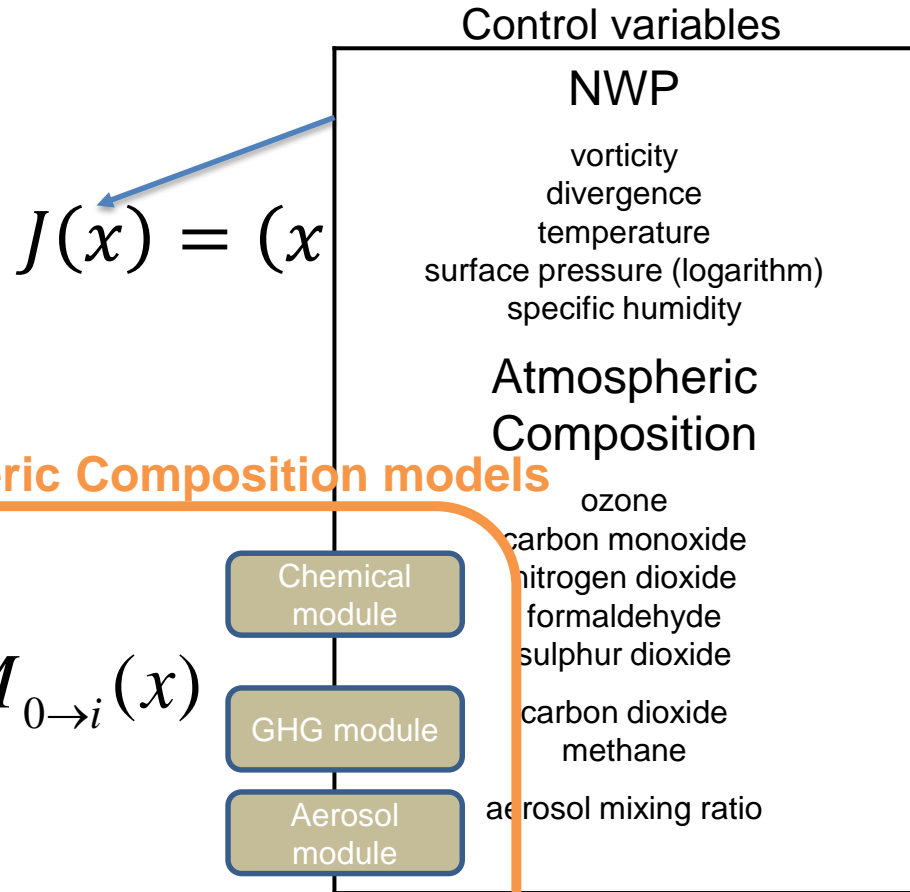 Control variables
NWP
vorticity
divergence
temperature
surface pressure (logarithm)
specific humidity
J(x) = (x
Atmospheric
Composition
eric Composition models
ozone
carbon monoxide
nitrogen dioxide
formaldehyde
sulphur dioxide
carbon dioxide
methane
aerosol mixing ratio
Chemical
module
M0→i(x)
GHG module
Aerosol
module